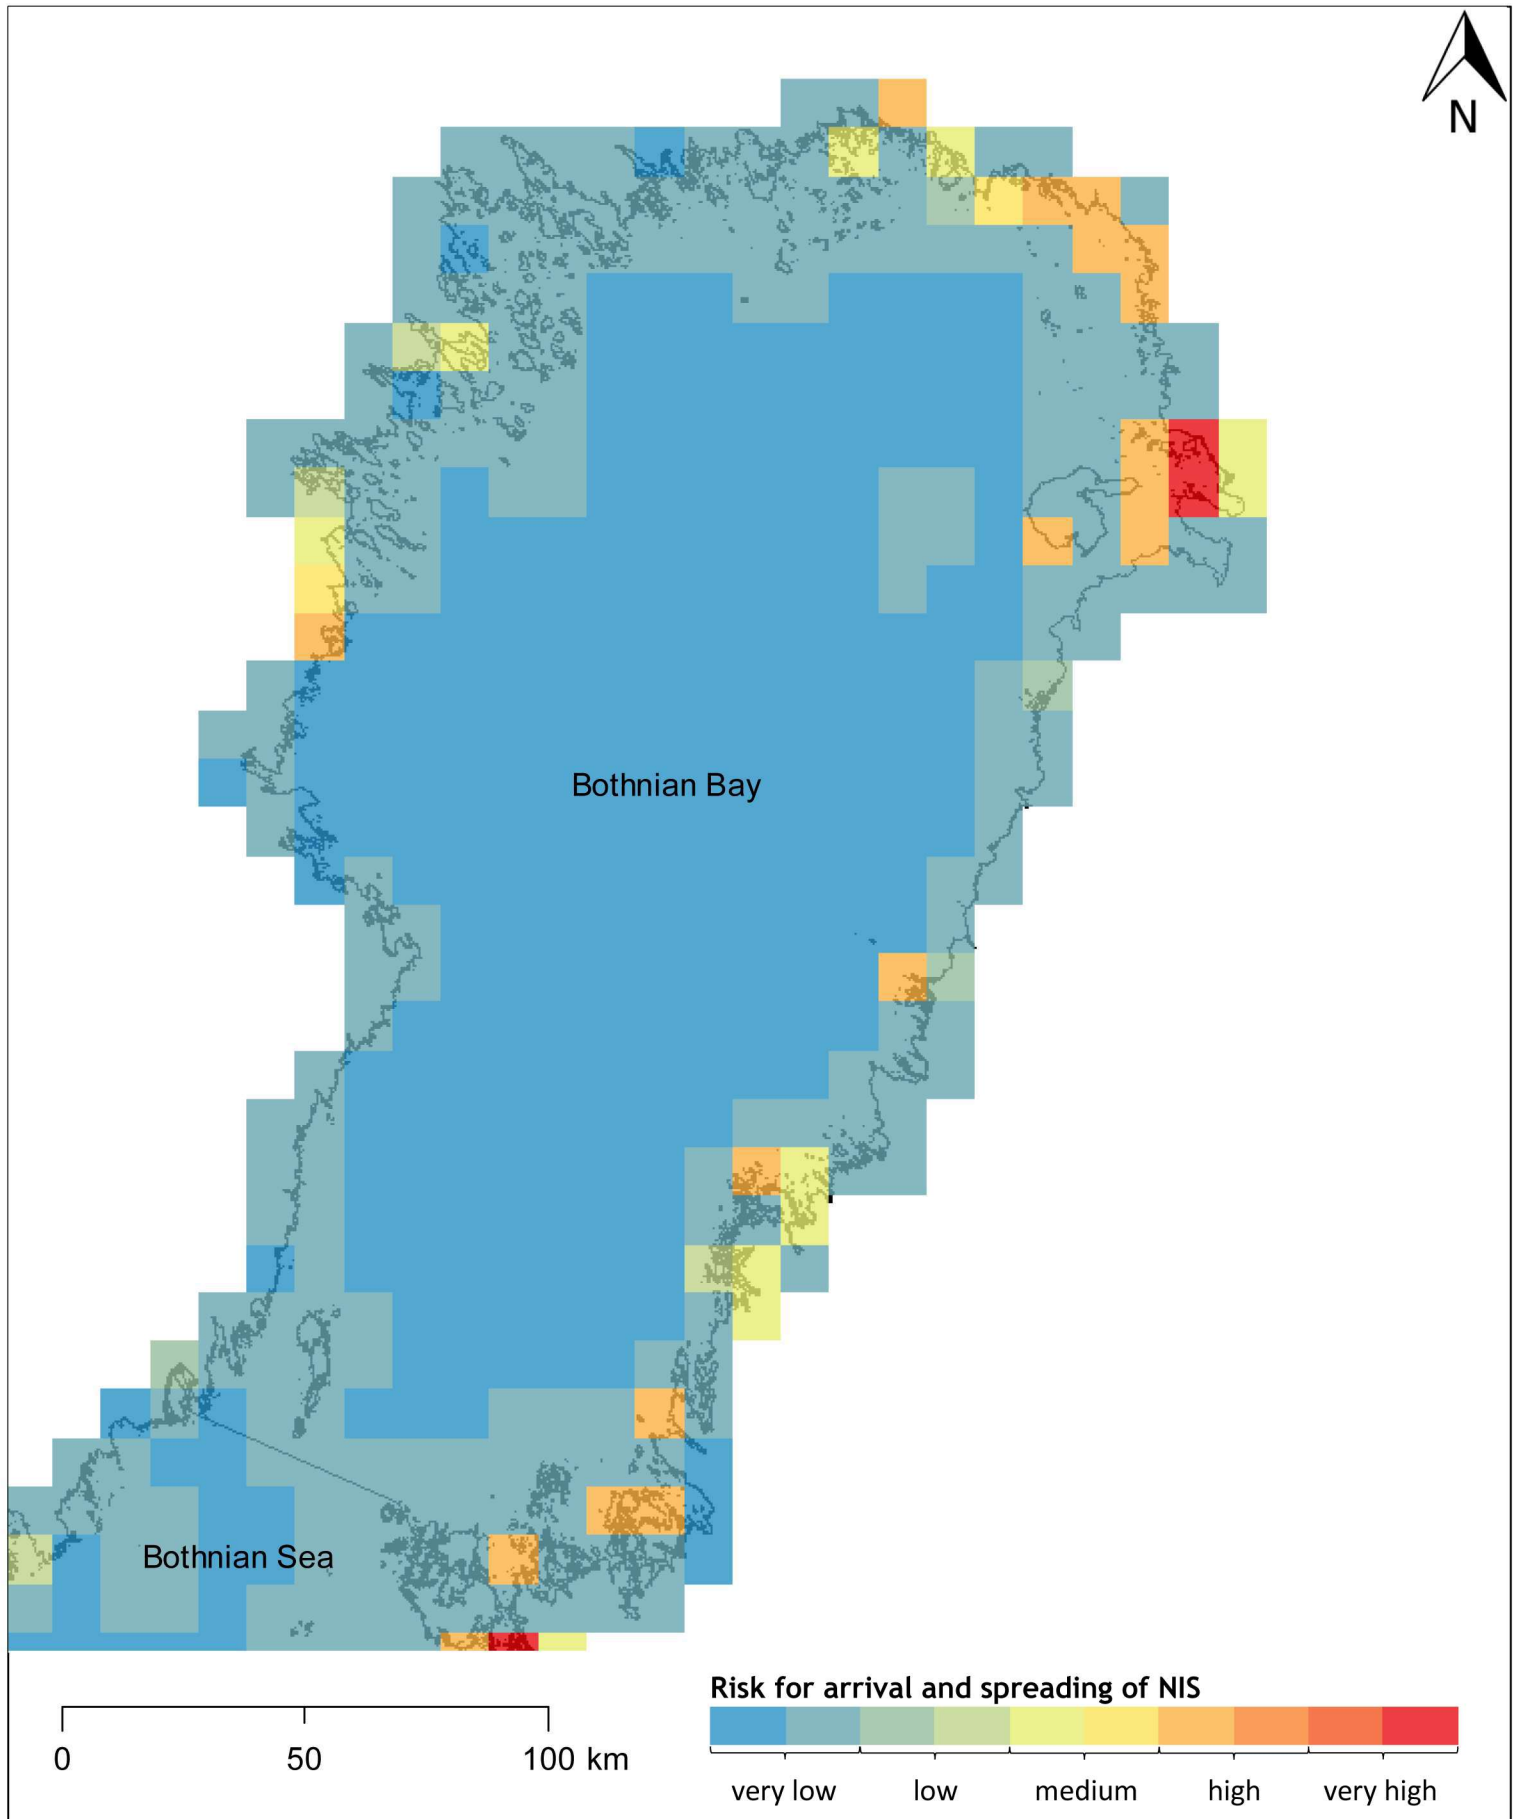 N
Bothnian Bay
Bothnian Sea
Risk for arrival and spreading of NIS
0 50 100 km
very low low medium high very high